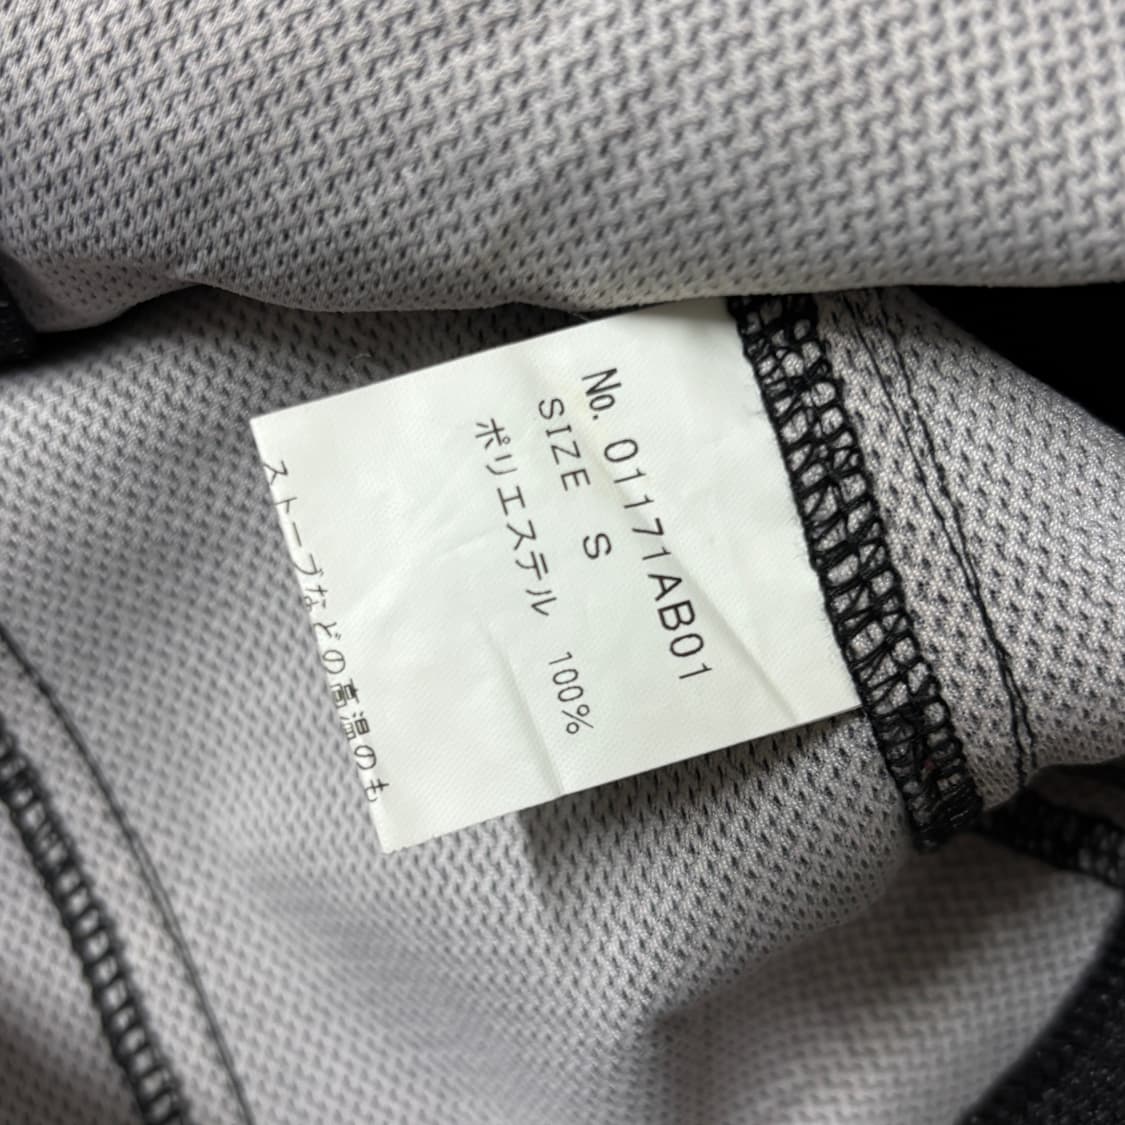 No. 01171AB01
SIZE S
ポリエステル 100%
ストーブなどの高温のも